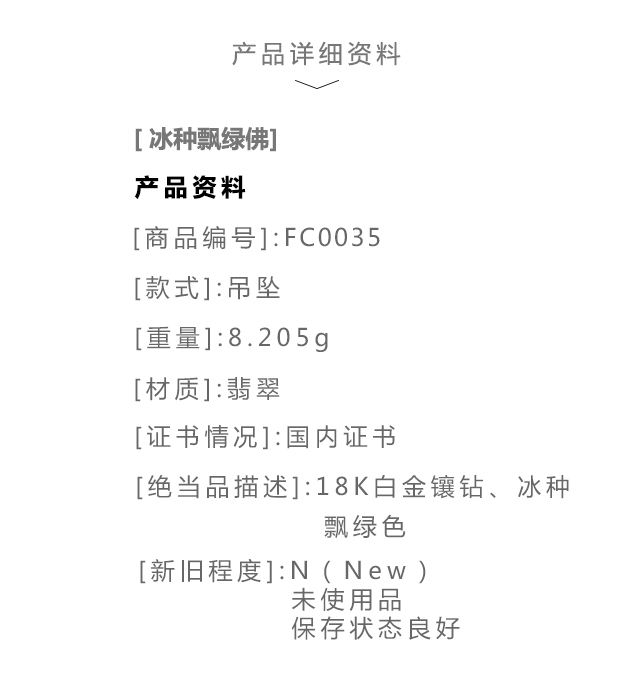 产品详细资料
[ 冰种飘绿佛]
产品资料
[商品编号]:FC0035
[款式]:吊坠
[重量]:8.205g
[材质]:翡翠
[证书情况]:国内证书
[绝当品描述]:18K白金镶钻、冰种
飘绿色
[新旧程度]:N ( New )
未使用品
保存状态良好